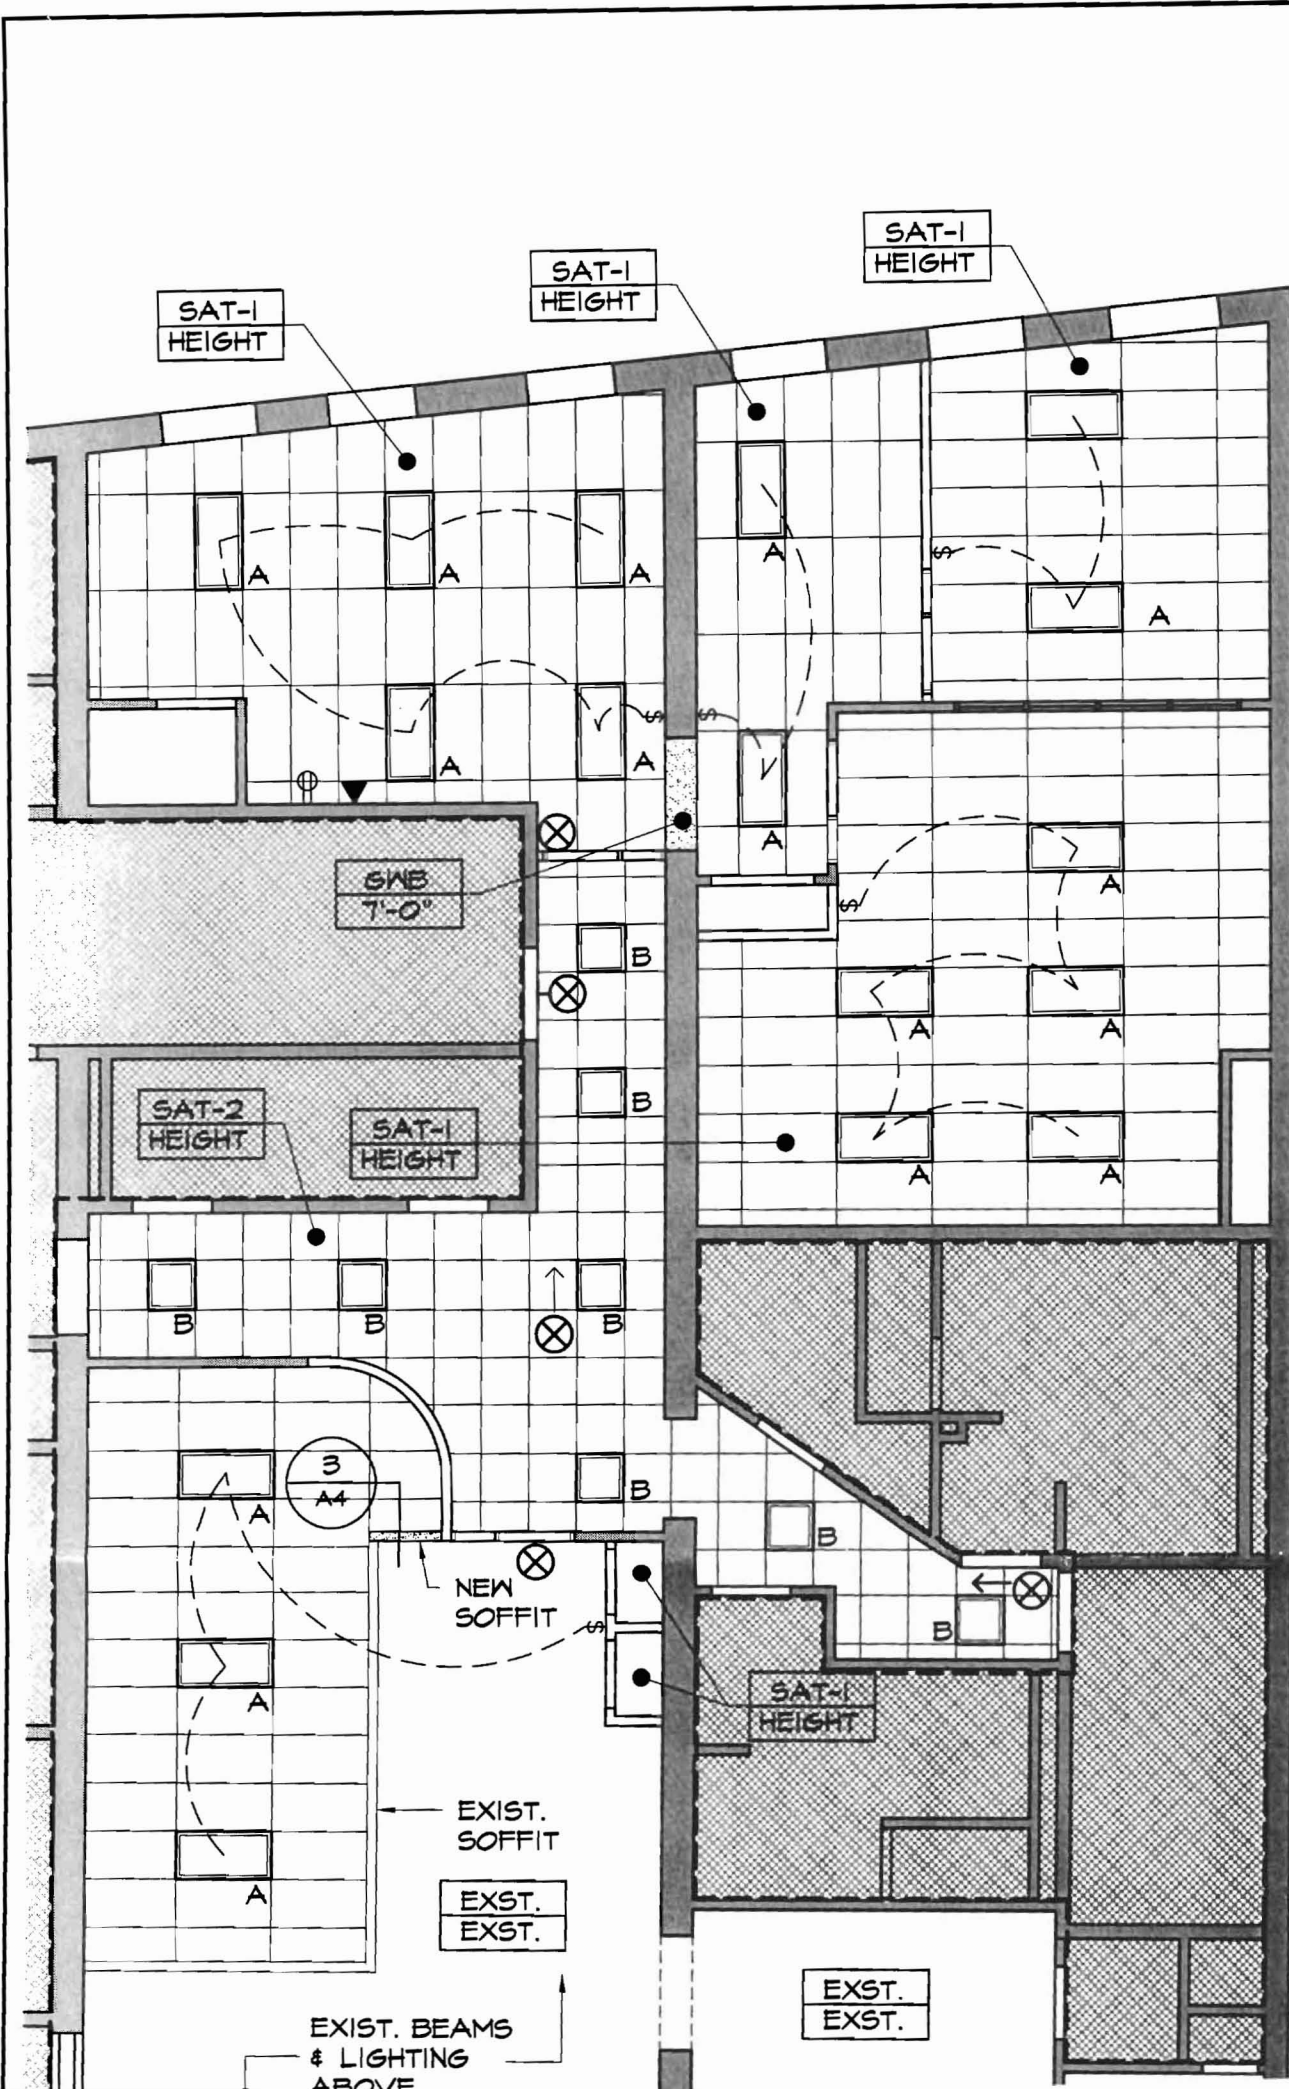 SAT-1
HEIGHT
SAT-1
HEIGHT
SAT-1
HEIGHT
A
A
A
A
A
$
A
A
A
$
$
A
$
GWB
7'-0"
A
A
A
A
A
B
B
SAT-2
HEIGHT
SAT-1
HEIGHT
B
B
B
B
3
A4
A
B
B
NEW
SOFFIT
$
A
SAT-1
HEIGHT
EXIST.
SOFFIT
A
EXST.
EXST.
EXST.
EXST.
EXIST. BEAMS
& LIGHTING
ABOVE